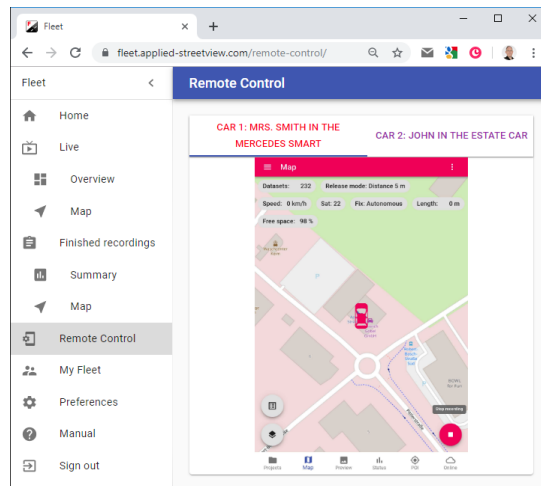 Fleet
fleet.applied-streetview.com/remote-control/
Fleet
Remote Control
Home
Live
Overview
Map
Finished recordings
Summary
Map
Remote Control
My Fleet
Preferences
Manual
Sign out
CAR 1: MRS. SMITH IN THE
MERCEDES SMART
CAR 2: JOHN IN THE ESTATE CAR
Map
Datasets: 232 Release mode: Distance 5 m
Speed: 0 km/h Sat: 22 Fix: Autonomous Length: 0 m
Free space: 98 %
Stop recording
Projects Map Preview Status Online